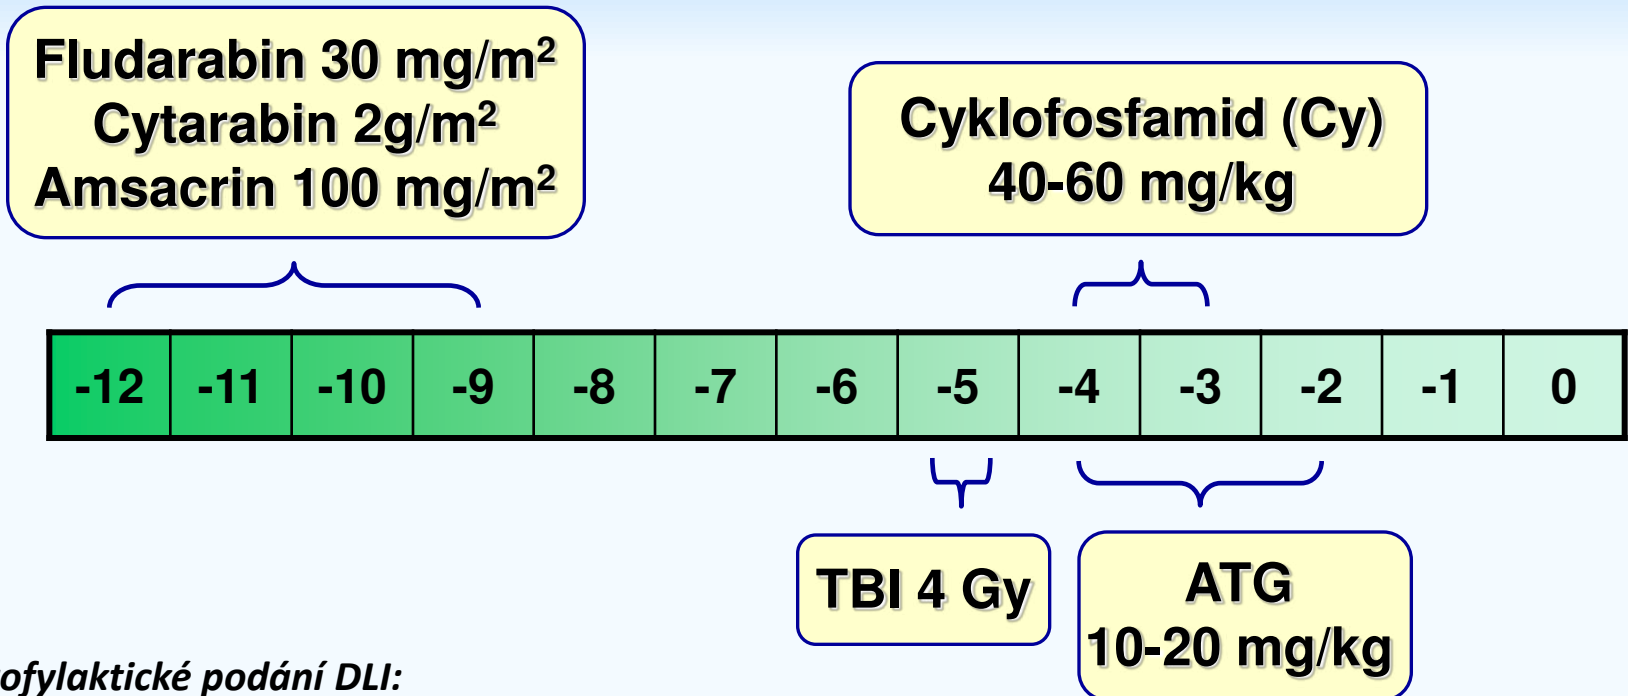 Fludarabin 30 mg/m²
Cytarabin 2g/m²
Amsacrin 100 mg/m²
Cyklofosfamid (Cy)
40-60 mg/kg
-12 -11 -10 -9 -8 -7 -6 -5 -4 -3 -2 -1 0
TBI 4 Gy
ATG
10-20 mg/kg
ofylaktické podání DLI: